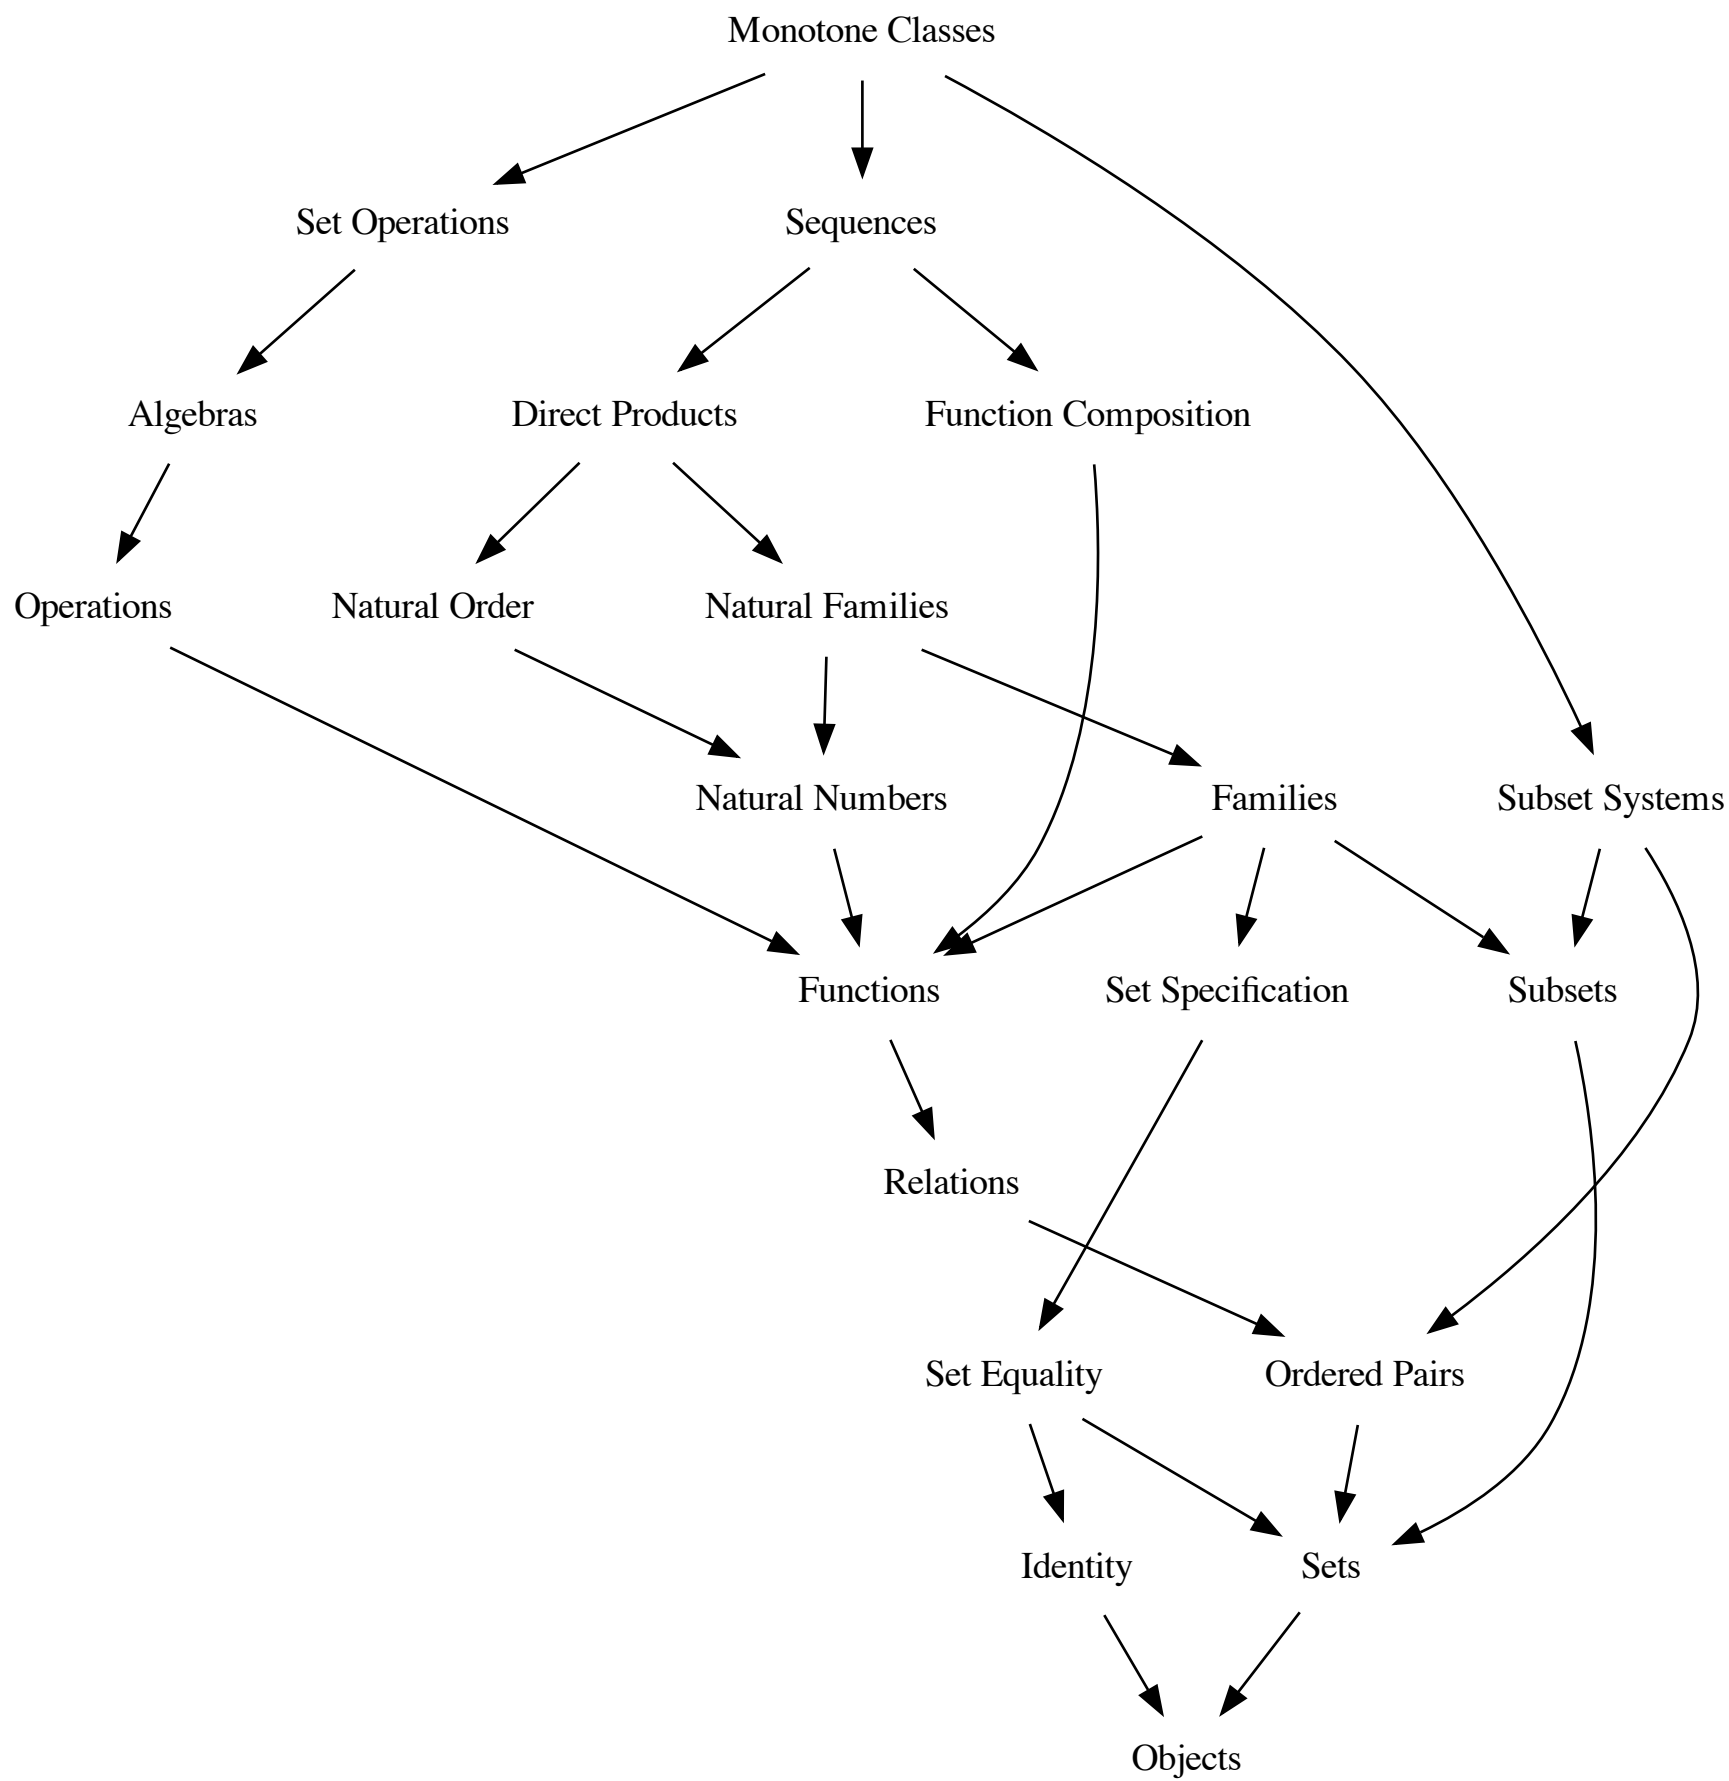 Monotone Classes
Set Operations
Sequences
Algebras
Direct Products
Function Composition
Operations
Natural Order
Natural Families
Natural Numbers
Families
Subset Systems
Functions
Set Specification
Subsets
Relations
Set Equality
Ordered Pairs
Identity
Sets
Objects